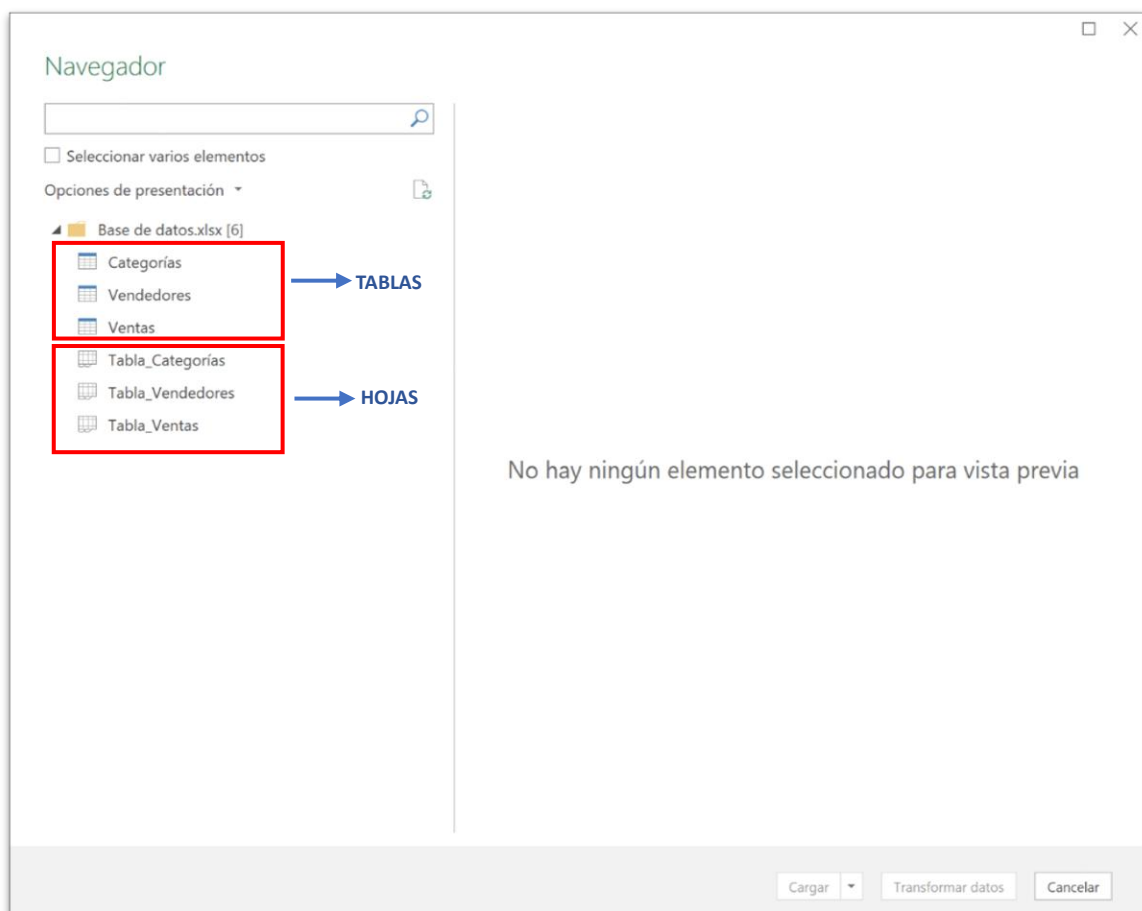 Navegador
Seleccionar varios elementos
Opciones de presentación
Base de datos.xlsx [6]
Categorías
Vendedores
Ventas
TABLAS
Tabla_Categorías
Tabla_Vendedores
Tabla_Ventas
HOJAS
No hay ningún elemento seleccionado para vista previa
Cargar
Transformar datos
Cancelar